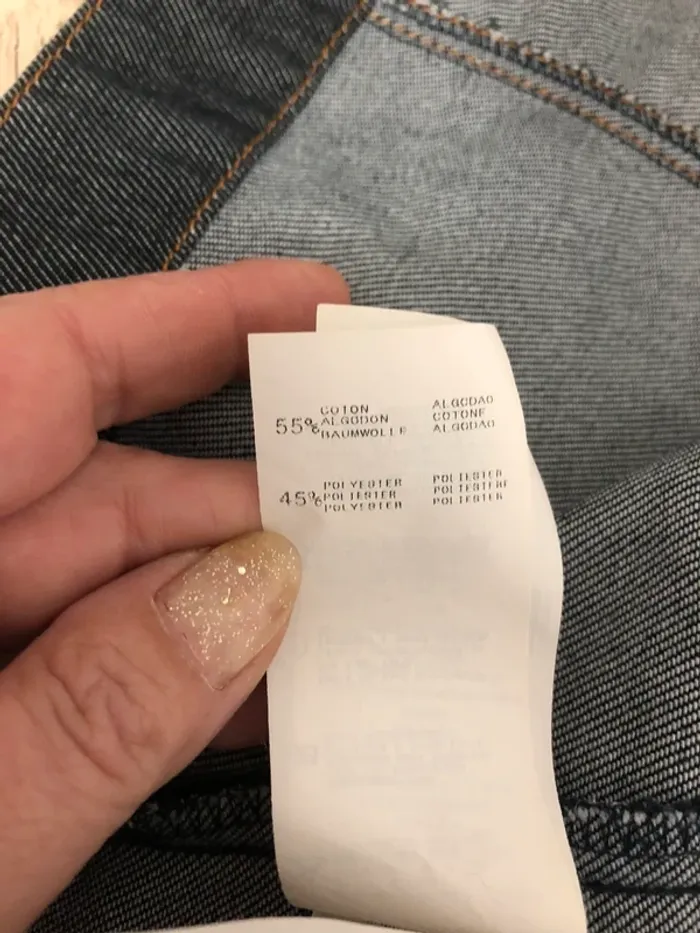 COTON ALGODAO
55% ALGODON COTONE
BAUMWOLLE ALGODAO
POLYESTER POLIESTER
45% POLIESTER POLIESTERE
POLYESTER POLIESTER